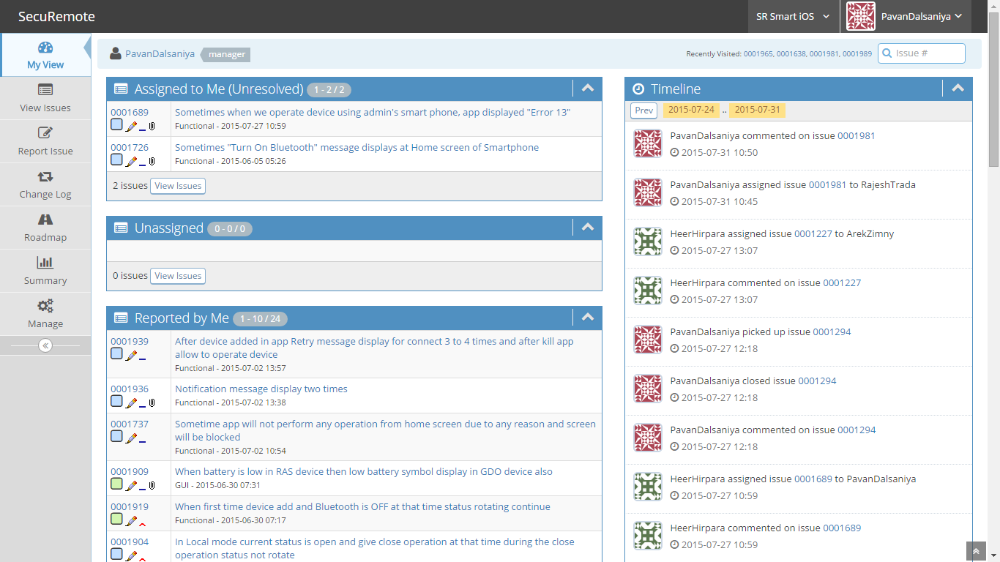 SecuRemote
SR Smart iOS
PavanDalsaniya
My View
View Issues
Report Issue
Change Log
Roadmap
Summary
Manage
PavanDalsaniya manager
Recently Visited: 0001965, 0001638, 0001981, 0001989
Issue #
Assigned to Me (Unresolved) 1 - 2 / 2
0001689
Sometimes when we operate device using admin's smart phone, app displayed "Error 13"
Functional - 2015-07-27 10:59
0001726
Sometimes "Turn On Bluetooth" message displays at Home screen of Smartphone
Functional - 2015-06-05 05:26
2 issues View Issues
Unassigned 0 - 0 / 0
0 issues View Issues
Reported by Me 1 - 10 / 24
0001939
After device added in app Retry message display for connect 3 to 4 times and after kill app
allow to operate device
Functional - 2015-07-02 13:57
0001936
Notification message display two times
Functional - 2015-07-02 13:38
0001737
Sometime app will not perform any operation from home screen due to any reason and screen
will be blocked
Functional - 2015-07-02 10:54
0001909
When battery is low in RAS device then low battery symbol display in GDO device also
GUI - 2015-06-30 07:31
0001919
When first time device add and Bluetooth is OFF at that time status rotating continue
Functional - 2015-06-30 07:17
0001904
In Local mode current status is open and give close operation at that time during the close
operation status not rotate
Timeline
Prev 2015-07-24 .. 2015-07-31
PavanDalsaniya commented on issue 0001981
2015-07-31 10:50
PavanDalsaniya assigned issue 0001981 to RajeshTrada
2015-07-31 10:45
HeerHirpara assigned issue 0001227 to ArekZimny
2015-07-27 13:07
HeerHirpara commented on issue 0001227
2015-07-27 13:07
PavanDalsaniya picked up issue 0001294
2015-07-27 12:18
PavanDalsaniya closed issue 0001294
2015-07-27 12:18
PavanDalsaniya commented on issue 0001294
2015-07-27 12:18
HeerHirpara assigned issue 0001689 to PavanDalsaniya
2015-07-27 10:59
HeerHirpara commented on issue 0001689
2015-07-27 10:59